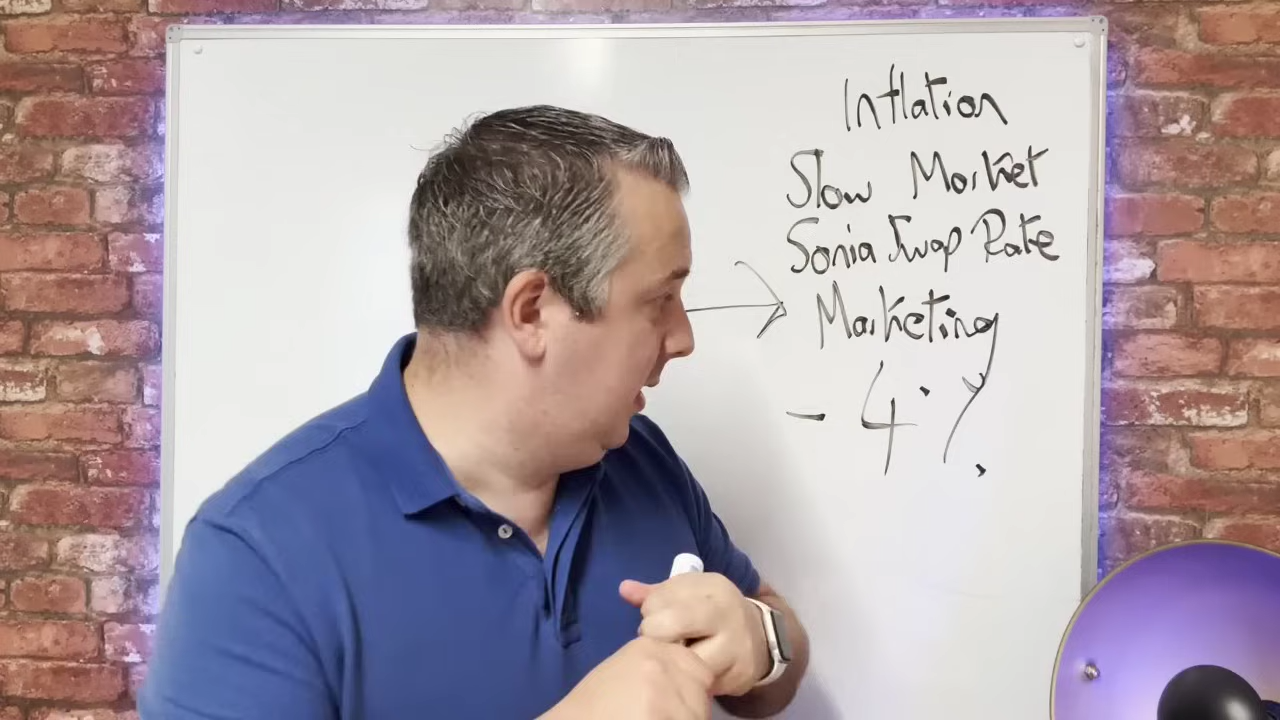 Inflation
Slow Market
Sonia Swap Rate
Marketing
- 4%